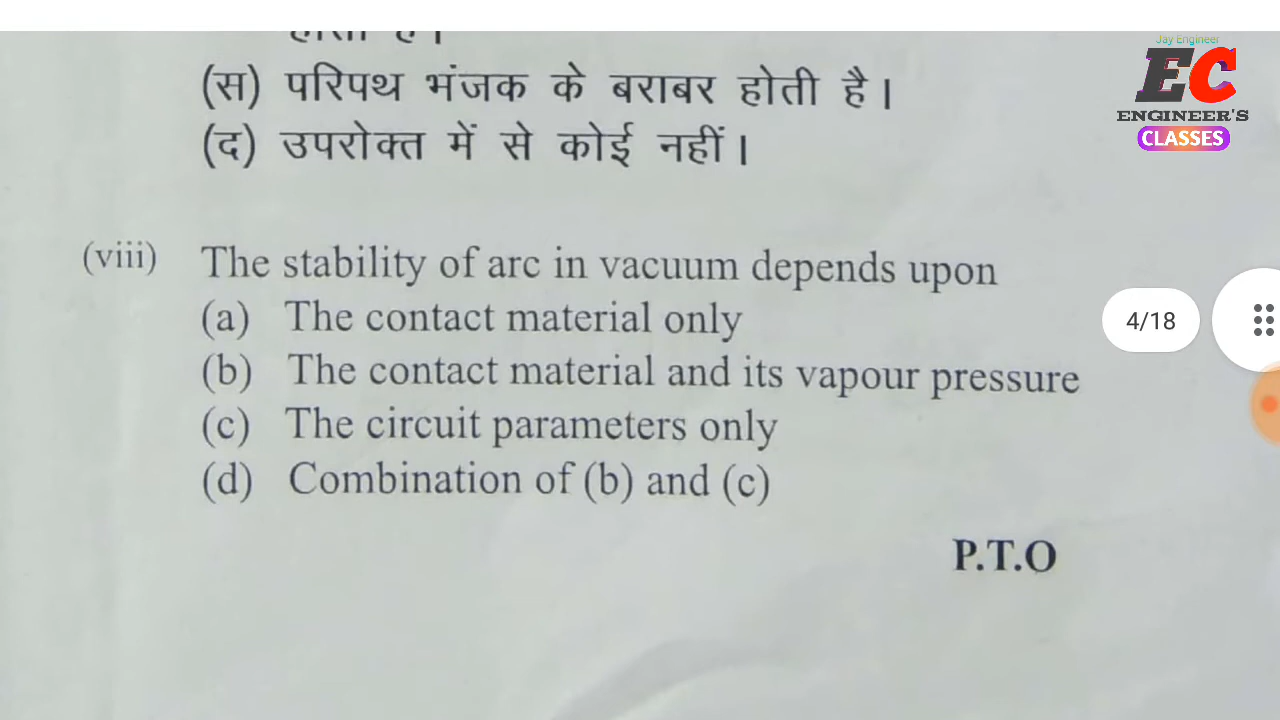 (स) परिपथ भंजक के बराबर होती है।
(द) उपरोक्त में से कोई नहीं।
Jay Engineer
EC
ENGINEER'S
CLASSES
(viii) The stability of arc in vacuum depends upon
(a) The contact material only
(b) The contact material and its vapour pressure
(c) The circuit parameters only
(d) Combination of (b) and (c)
4/18
P.T.O